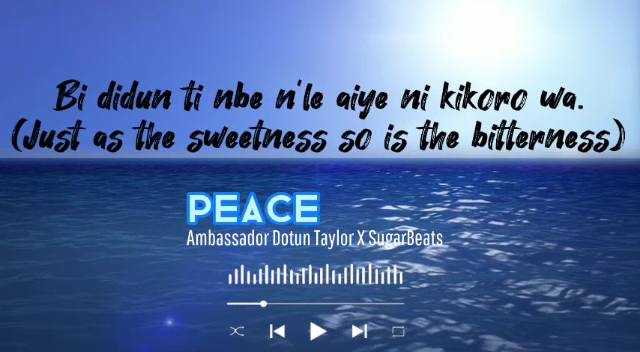 Bi didun ti nbe n'le aiye ni kikoro wa.
(Just as the sweetness so is the bitterness)
PEACE
Ambassador Dotun Taylor X SugarBeats